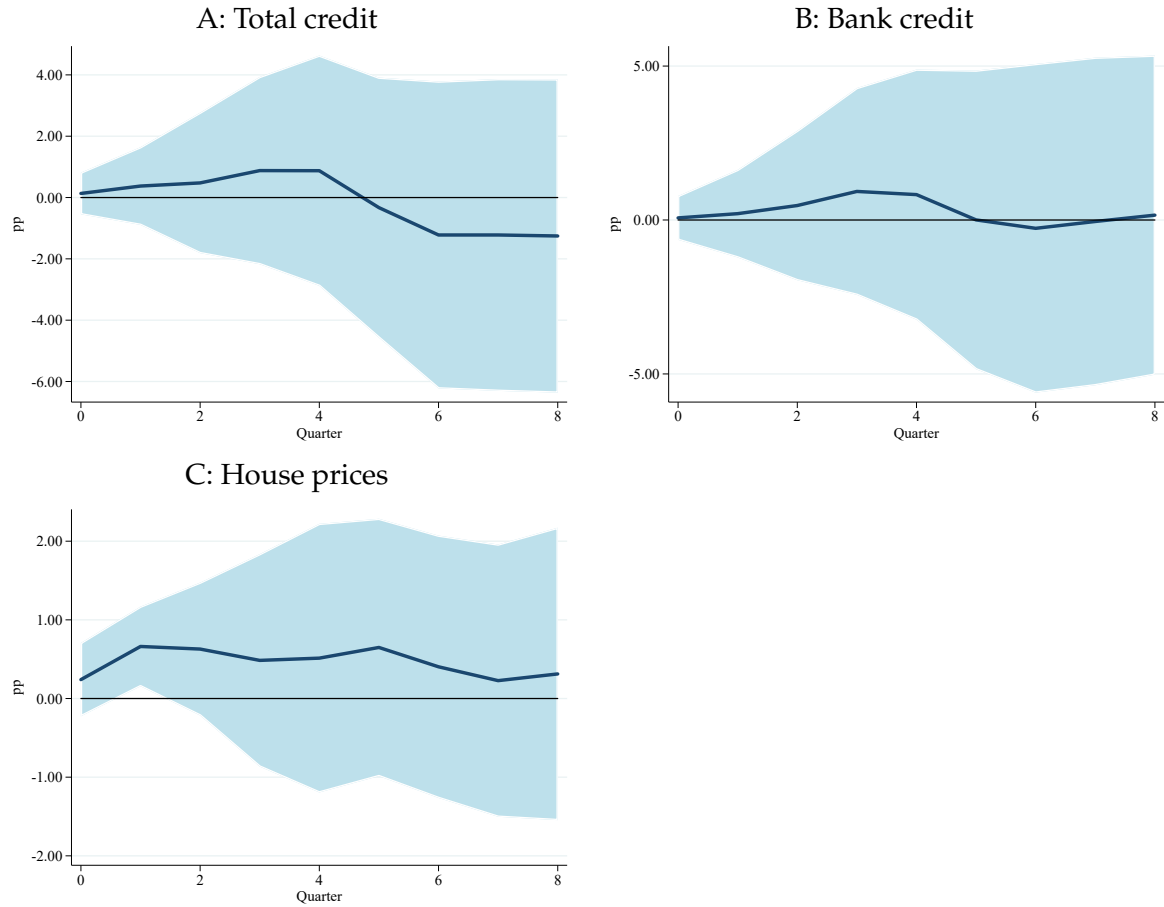 A: Total credit
4.00
2.00
0.00
-2.00
-4.00
-6.00
pp
0 2 4 6 8
Quarter
B: Bank credit
5.00
0.00
-5.00
pp
0 2 4 6 8
Quarter
C: House prices
2.00
1.00
0.00
-1.00
-2.00
pp
0 2 4 6 8
Quarter